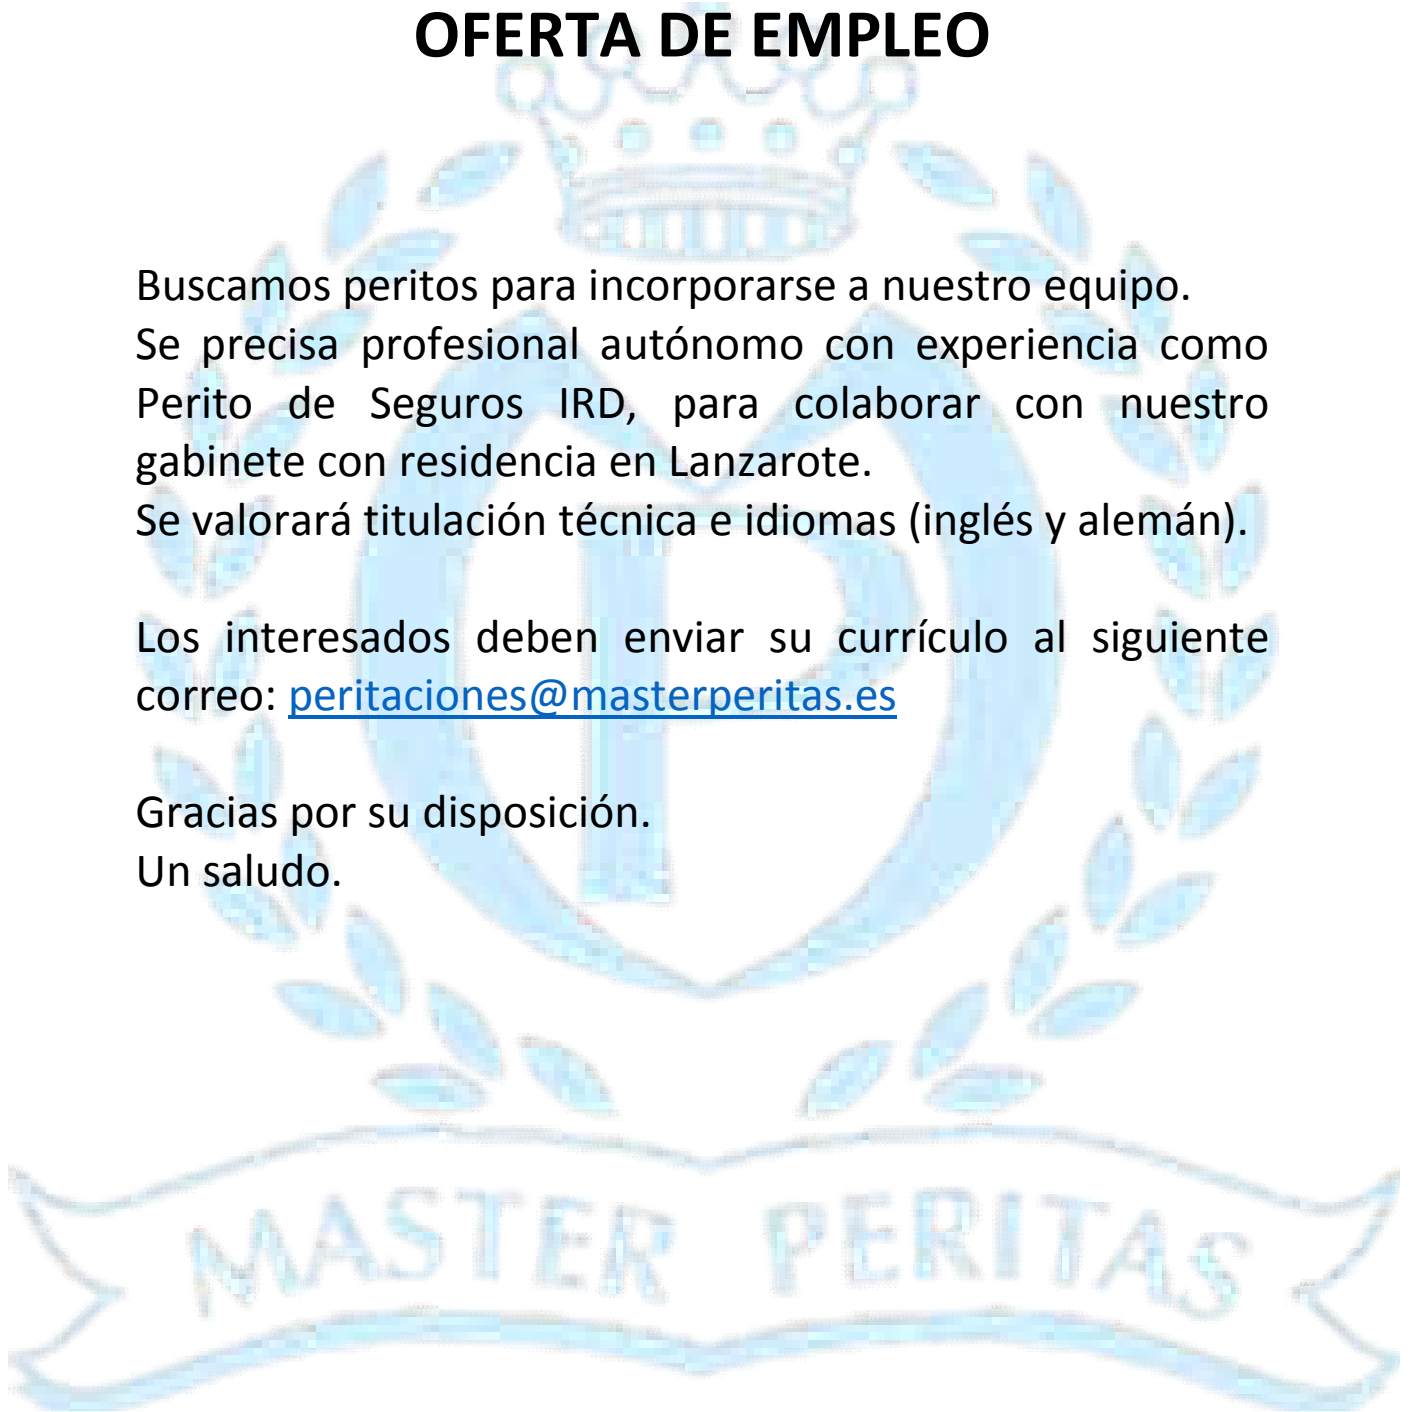 OFERTA DE EMPLEO
Buscamos peritos para incorporarse a nuestro equipo.
Se precisa profesional autónomo con experiencia como
Perito de Seguros IRD, para colaborar con nuestro
gabinete con residencia en Lanzarote.
Se valorará titulación técnica e idiomas (inglés y alemán).
Los interesados deben enviar su currículo al siguiente
correo: peritaciones@masterperitas.es
Gracias por su disposición.
Un saludo.
MASTER PERITAS